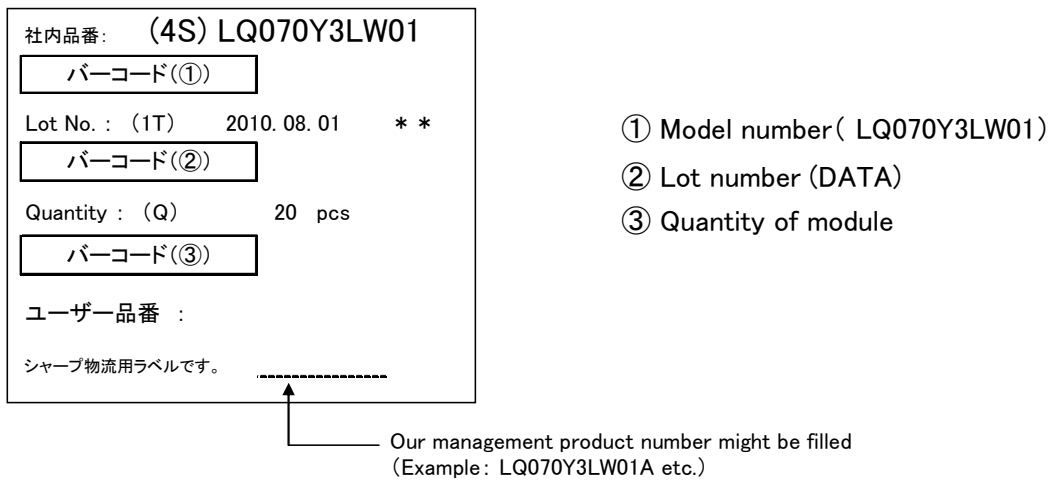 社内品番: (4S) LQ070Y3LW01
バーコード(①)
Lot No. : (1T) 2010. 08. 01 * *
バーコード(②)
Quantity : (Q) 20 pcs
バーコード(③)
ユーザー品番 :
シャープ物流用ラベルです。
① Model number( LQ070Y3LW01)
② Lot number (DATA)
③ Quantity of module
Our management product number might be filled
(Example: LQ070Y3LW01A etc.)